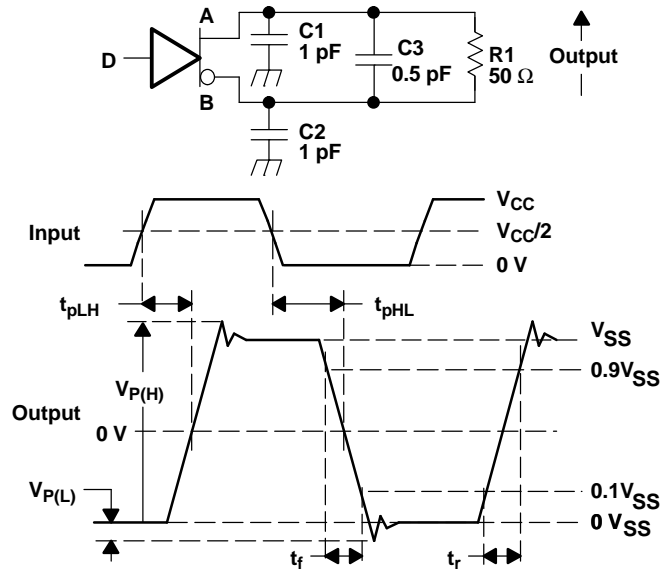 A
C1
1 pF
C3
0.5 pF
R1
50 Ω
Output
D
B
C2
1 pF
Input
VCC
VCC/2
0 V
tpLH
tpHL
VSS
0.9VSS
VP(H)
Output
0 V
VP(L)
0.1VSS
0 VSS
tf
tr